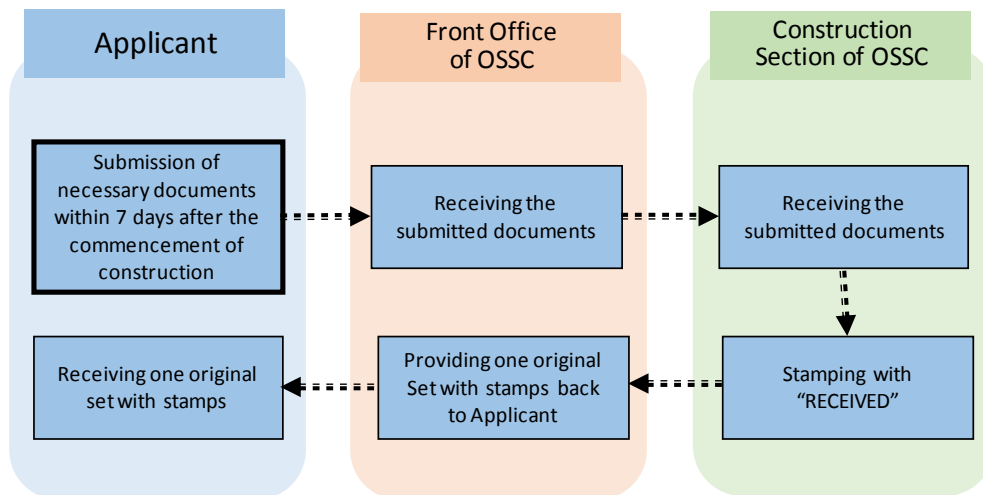 Applicant
Front Office
of OSSC
Construction
Section of OSSC
Submission of
necessary documents
within 7 days after the
commencement of
construction
Receiving the
submitted documents
Receiving the
submitted documents
Receiving one original
set with stamps
Providing one original
Set with stamps back
to Applicant
Stamping with
“RECEIVED”